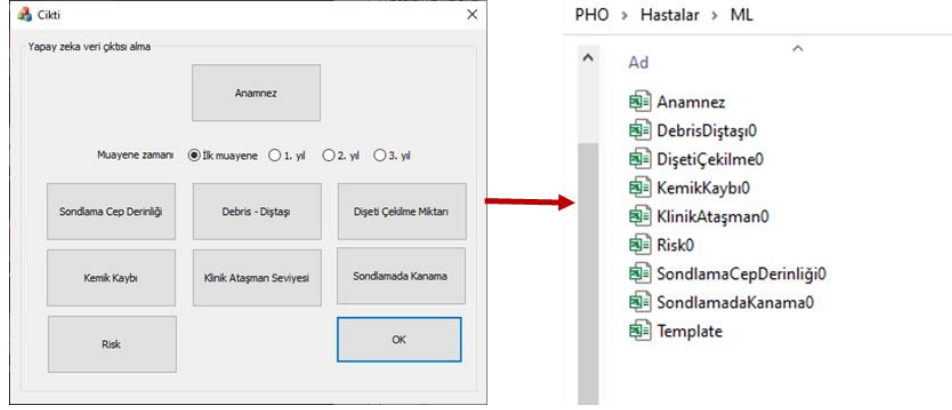 Cikti
Yapay zeka veri çıktısı alma
Anamnez
Muayene zamanı İlk muayene 1. yıl 2. yıl 3. yıl
Sondlama Cep Derinliği
Debris - Diştaşı
Dişeti Çekilme Miktarı
Kemik Kaybı
Klinik Ataşman Seviyesi
Sondlamada Kanama
Risk
OK
PHO > Hastalar > ML
Ad
Anamnez
DebrisDiştaşı0
DişetiÇekilme0
KemikKaybı0
KlinikAtaşman0
Risk0
SondlamaCepDerinliği0
SondlamadaKanama0
Template